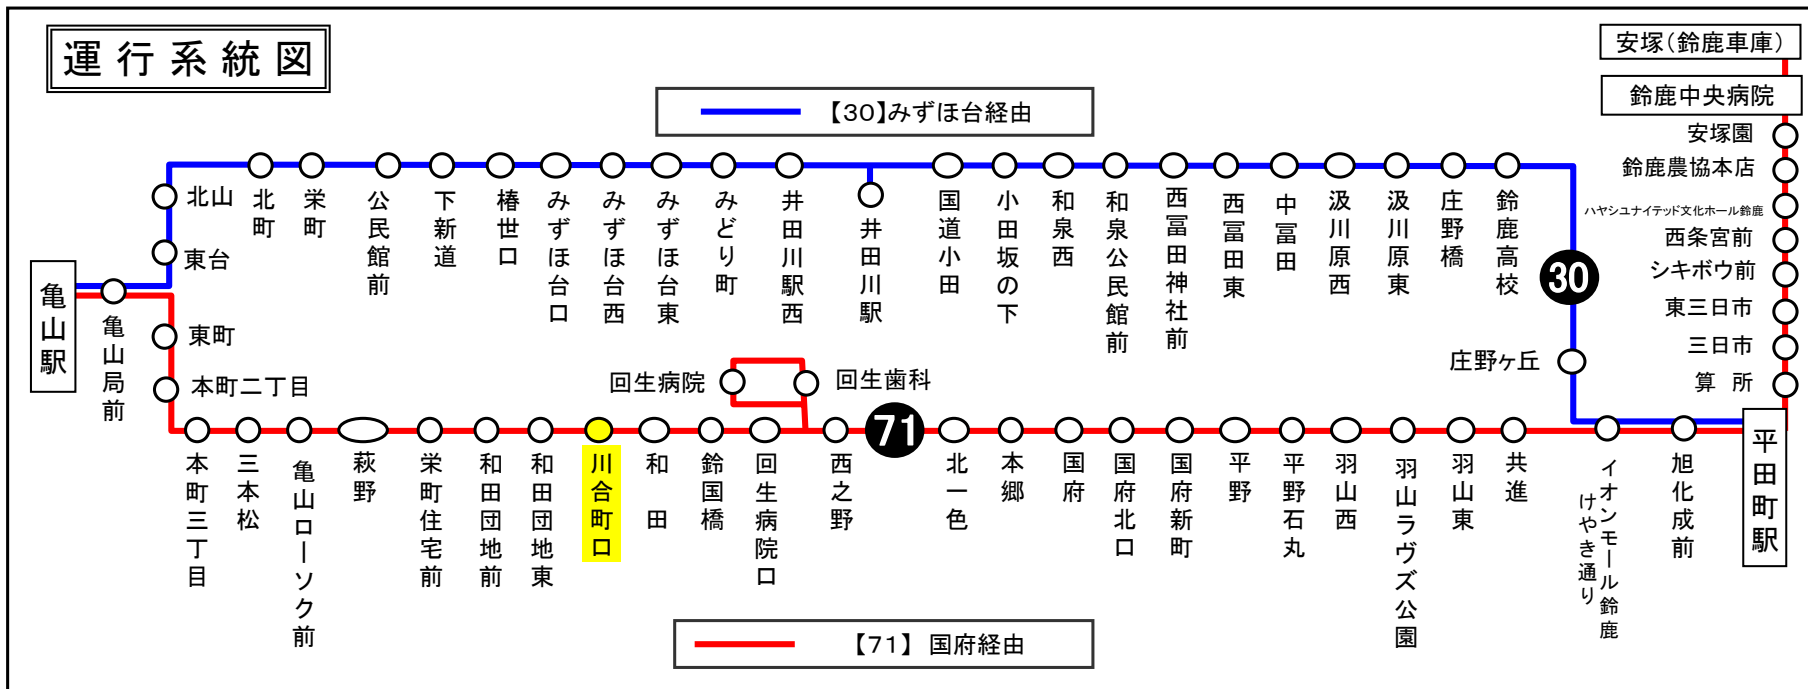 運行系統図
安塚(鈴鹿車庫)
鈴鹿中央病院
【30】みずほ台経由
安塚園
鈴鹿農協本店
ハヤシユナイテッド文化ホール鈴鹿
西条宮前
シキボウ前
東三日市
三日市
算所
北山
東台
北町
栄町
公民館前
下新道
椿世口
みずほ台口
みずほ台西
みずほ台東
みどり町
井田川駅西
井田川駅
国道小田
小田坂の下
和泉西
和泉公民館前
西冨田神社前
西冨田東
中冨田
汲川原西
汲川原東
庄野橋
鈴鹿高校
30
庄野ヶ丘
亀山駅
亀山局前
東町
本町二丁目
回生病院
回生歯科
71
本町三丁目
三本松
亀山ローソク前
萩野
栄町住宅前
和田団地前
和田団地東
川合町口
和田
鈴国橋
回生病院口
西之野
北一色
本郷
国府
国府北口
国府新町
平野
平野石丸
羽山西
羽山ラヴズ公園
羽山東
共進
イオンモール鈴鹿
けやき通り
旭化成前
平田町駅
【71】国府経由